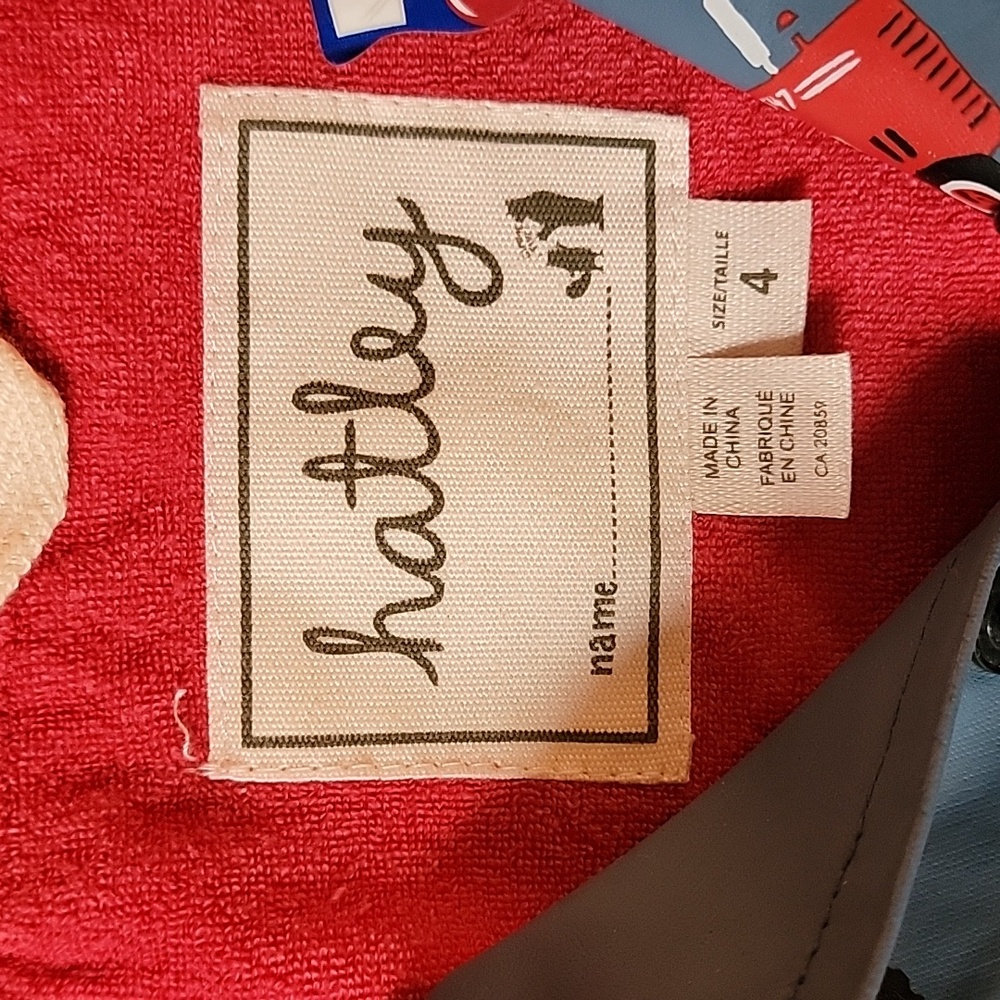 hatley
name
SIZE/TAILLE
4
MADE IN
CHINA
FABRIQUÉ
EN CHINE
CA 20859